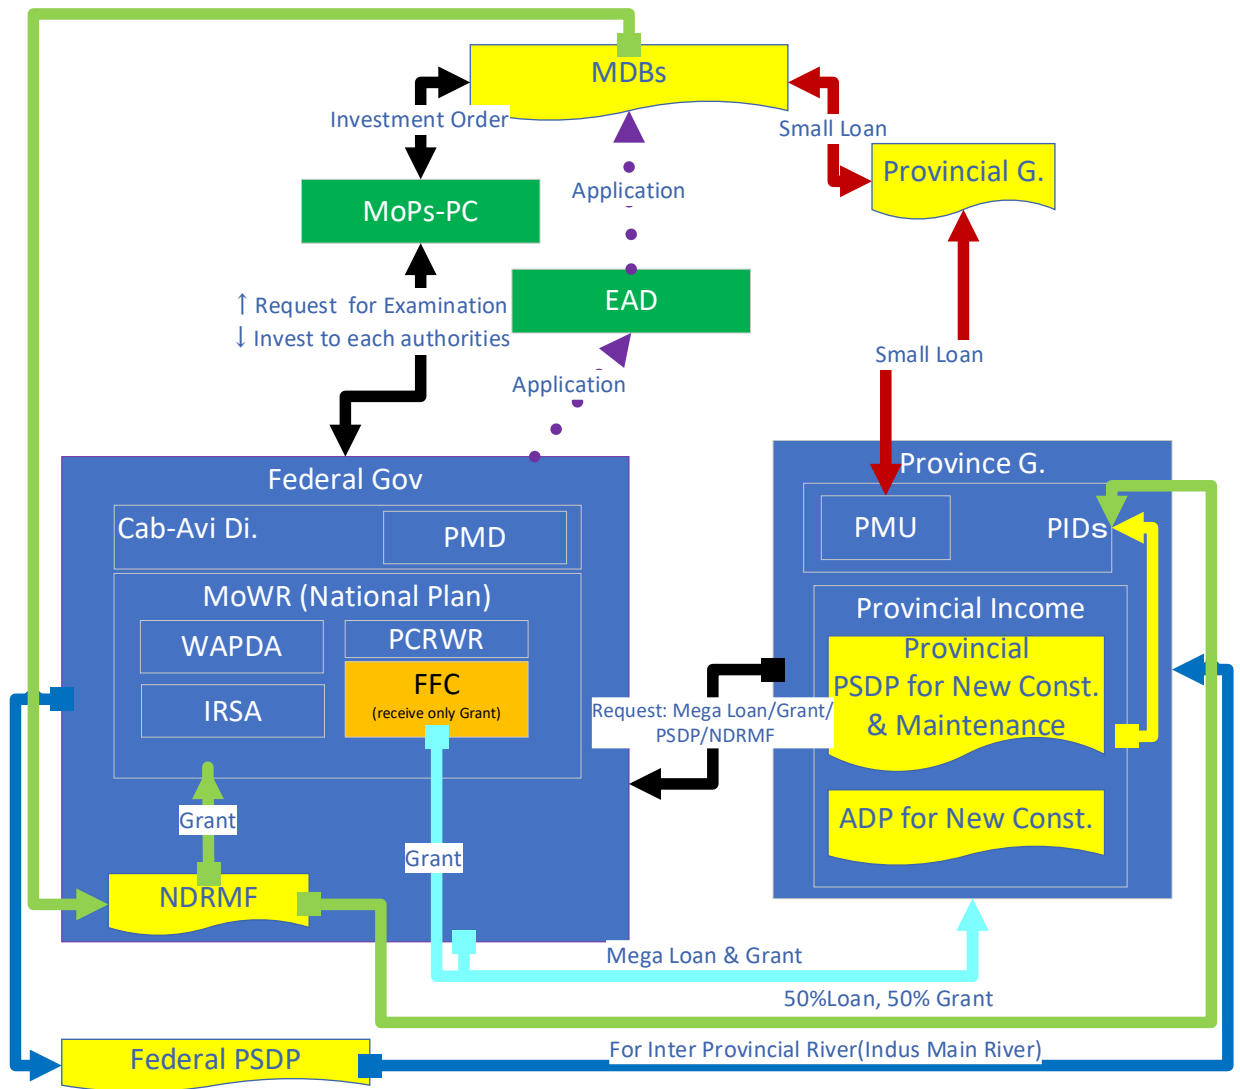 MDBs
Investment Order
Small Loan
Provincial G.
MoPs-PC
Application
EAD
↑ Request  for Examination
↓ Invest to each authorities
Small Loan
Application
Federal Gov
Cab-Avi Di.
PMD
MoWR (National Plan)
WAPDA
PCRWR
FFC
(receive only Grant)
IRSA
Grant
Grant
NDRMF
Province G.
PMU
PIDs
Provincial Income
Provincial
PSDP for New Const.
& Maintenance
ADP for New Const.
Request: Mega Loan/Grant/
PSDP/NDRMF
Mega Loan & Grant
50%Loan, 50% Grant
Federal PSDP
For Inter Provincial River(Indus Main River)